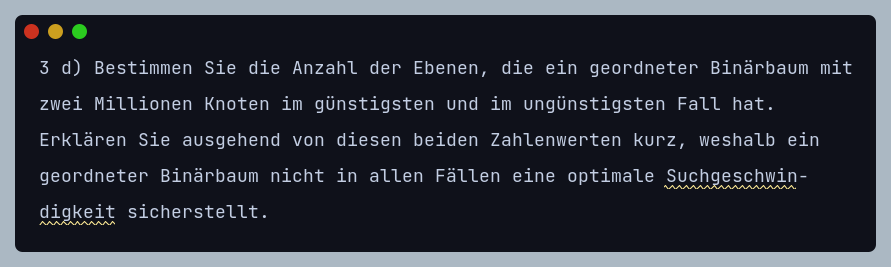 3 d) Bestimmen Sie die Anzahl der Ebenen, die ein geordneter Binärbaum mit
zwei Millionen Knoten im günstigsten und im ungünstigsten Fall hat.
Erklären Sie ausgehend von diesen beiden Zahlenwerten kurz, weshalb ein
geordneter Binärbaum nicht in allen Fällen eine optimale Suchgeschwin-
digkeit sicherstellt.